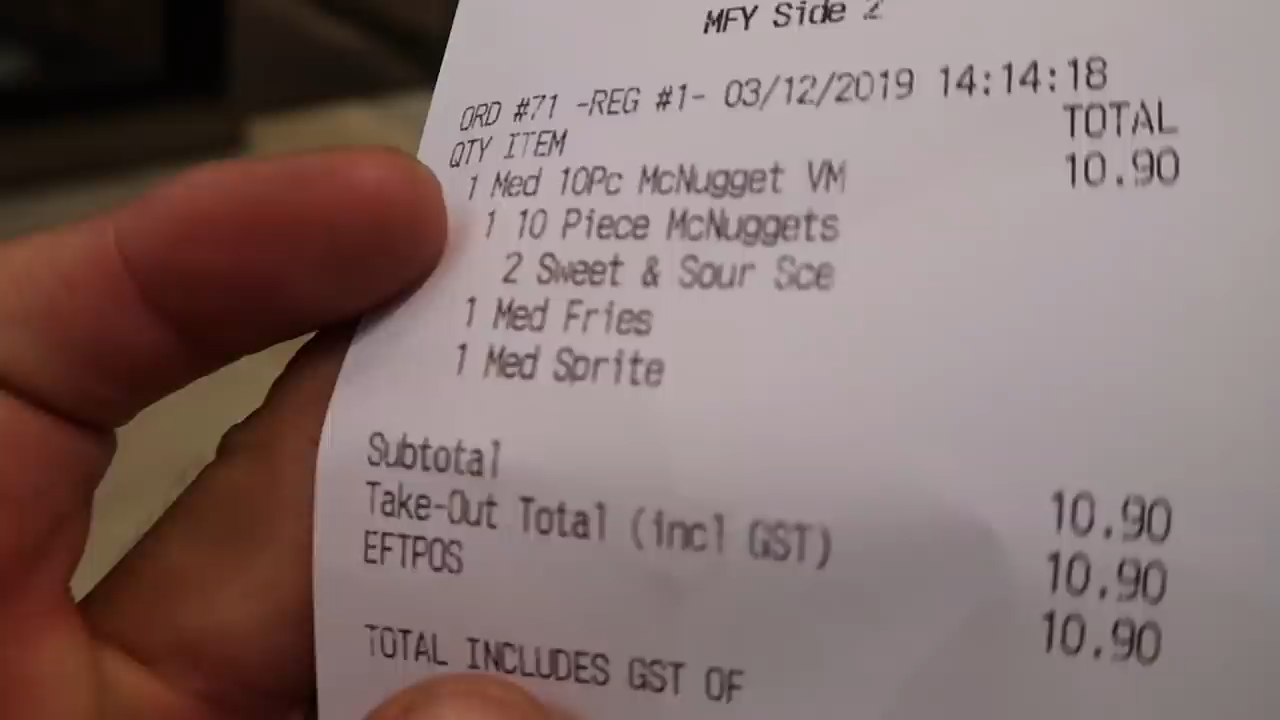 MFY Side 2
ORD #71 -REG #1- 03/12/2019 14:14:18
QTY ITEM TOTAL
1 Med 10Pc McNugget VM 10.90
1 10 Piece McNuggets
2 Sweet & Sour Sce
1 Med Fries
1 Med Sprite
Subtotal 10.90
Take-Out Total (incl GST) 10.90
EFTPOS 10.90
TOTAL INCLUDES GST OF